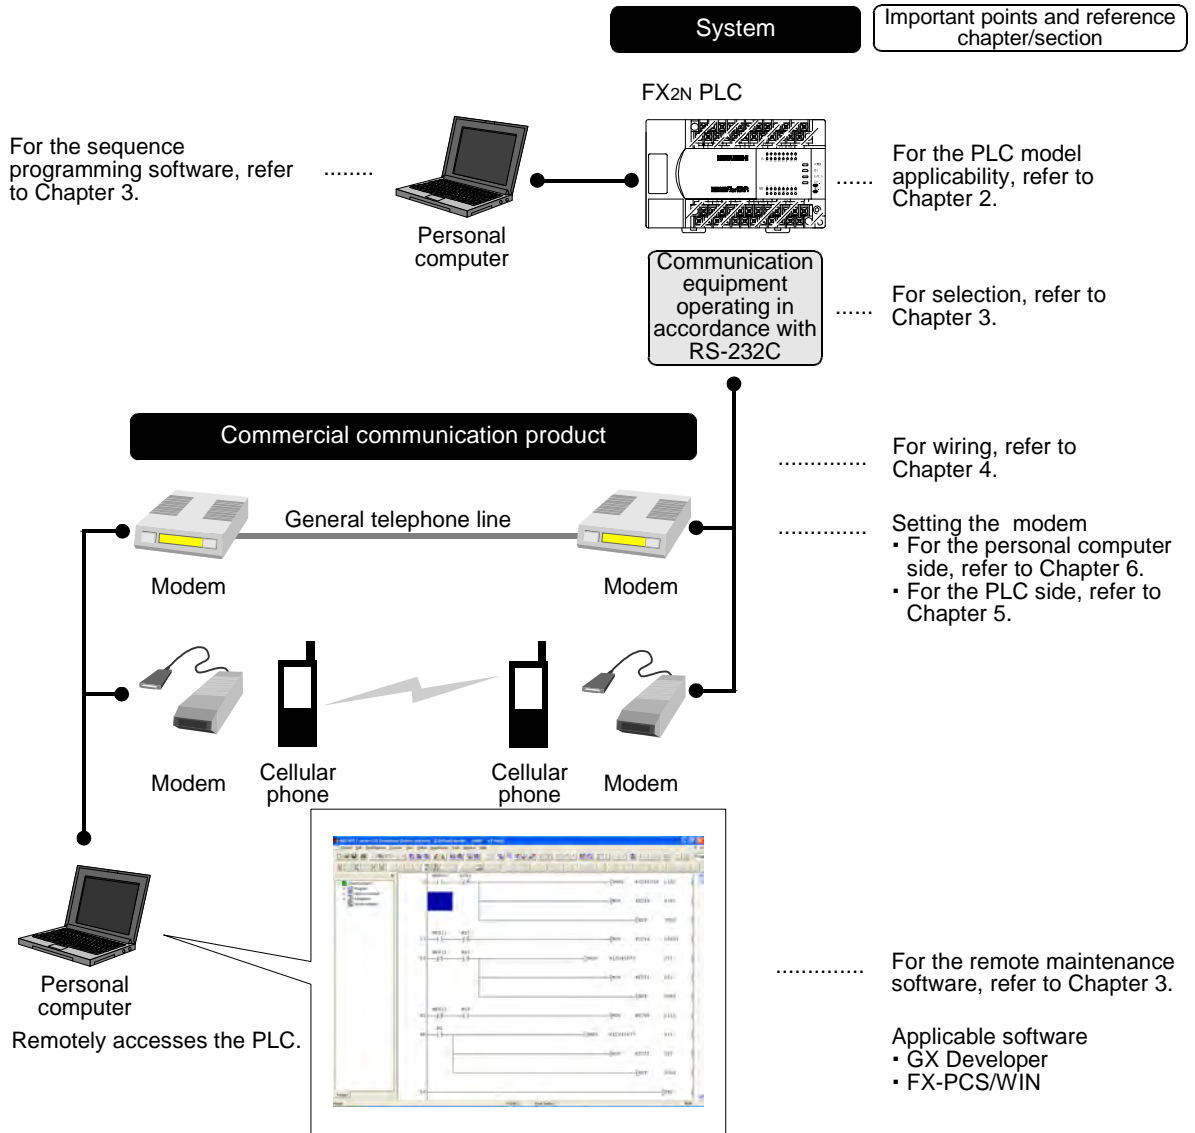 System
Important points and reference
chapter/section
FX2N PLC
For the sequence
programming software, refer
to Chapter 3.
........
Personal
computer
......
For the PLC model
applicability, refer to
Chapter 2.
Communication
equipment
operating in
accordance with
RS-232C
......
For selection, refer to
Chapter 3.
Commercial communication product
..............
For wiring, refer to
Chapter 4.
General telephone line
Modem
Modem
..............
Setting the modem
・For the personal computer
side, refer to Chapter 6.
・For the PLC side, refer to
Chapter 5.
Modem
Cellular
phone
Cellular
phone
Modem
Personal
computer
Remotely accesses the PLC.
..............
For the remote maintenance
software, refer to Chapter 3.
Applicable software
・GX Developer
・FX-PCS/WIN